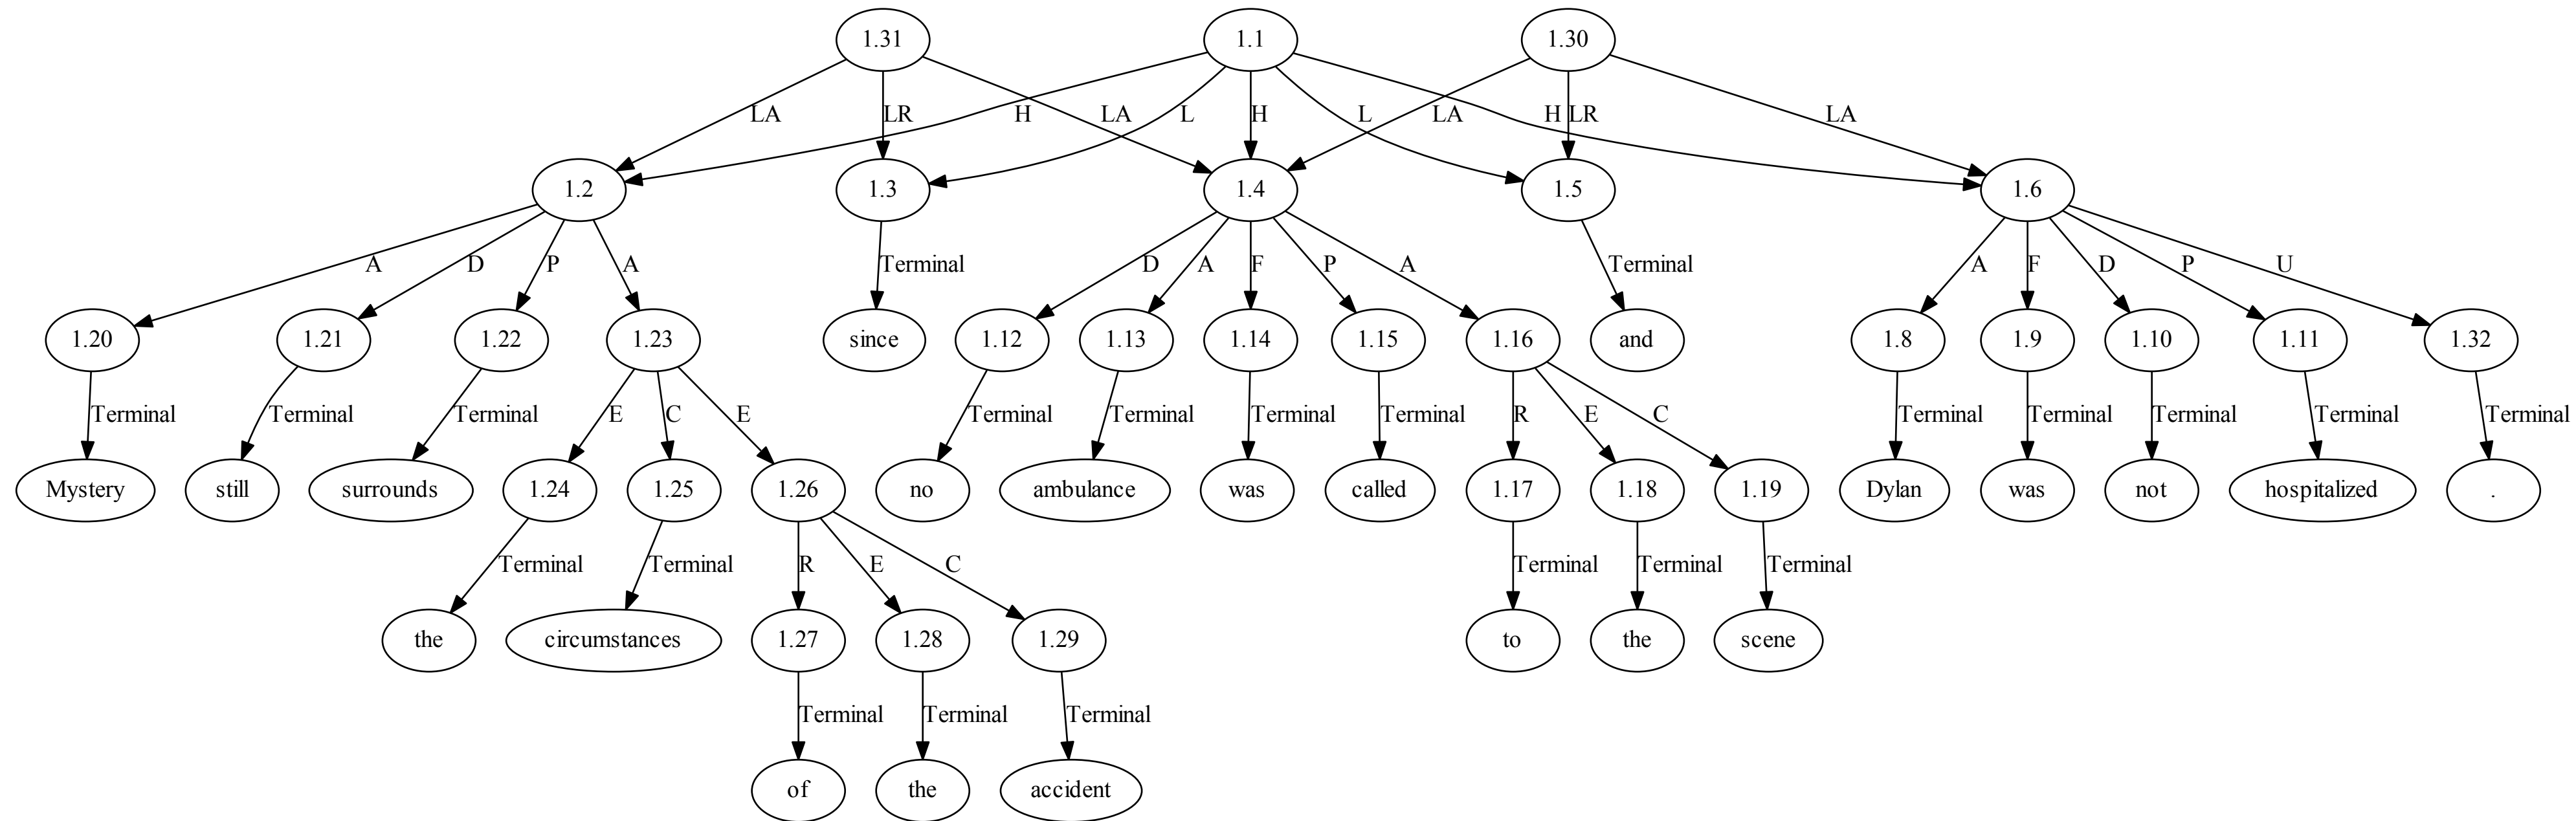 1.31 1.1 1.30
LA LR H LA L H L LA H LR LA
1.2 1.3 1.4 1.5 1.6
A D P A Terminal D A F P A Terminal A F D P U
1.20 1.21 1.22 1.23 since 1.12 1.13 1.14 1.15 1.16 and 1.8 1.9 1.10 1.11 1.32
Terminal Terminal Terminal E C E Terminal Terminal Terminal Terminal R E C Terminal Terminal Terminal Terminal Terminal
Mystery still surrounds 1.24 1.25 1.26 no ambulance was called 1.17 1.18 1.19 Dylan was not hospitalized .
Terminal Terminal R E C Terminal Terminal Terminal
the circumstances 1.27 1.28 1.29 to the scene
Terminal Terminal Terminal
of the accident